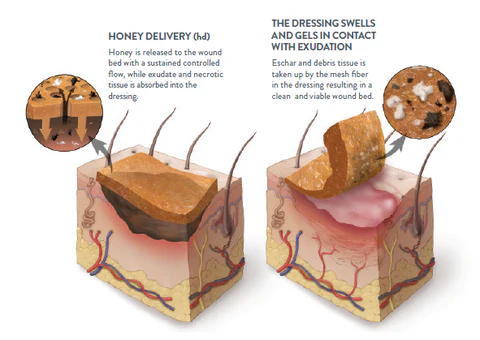 HONEY DELIVERY (hd)
Honey is released to the wound
bed with a sustained controlled
flow, while exudate and necrotic
tissue is absorbed into the
dressing.
THE DRESSING SWELLS
AND GELS IN CONTACT
WITH EXUDATION
Eschar and debris tissue is
taken up by the mesh fiber
in the dressing resulting in a
clean and viable wound bed.